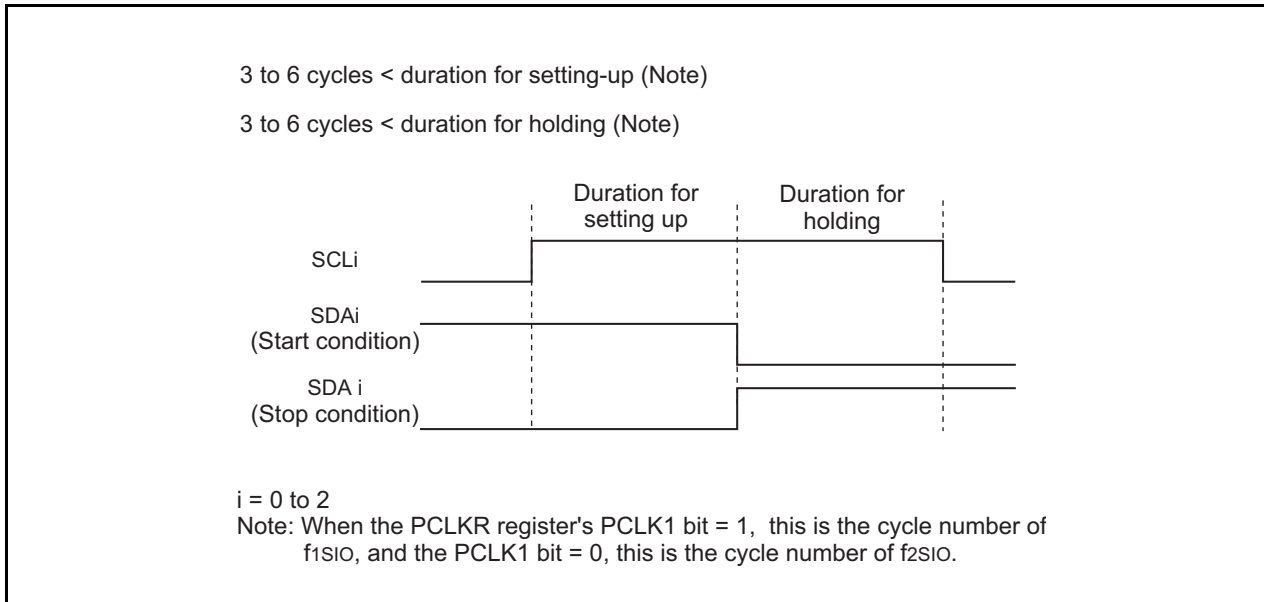 3 to 6 cycles < duration for setting-up (Note)
3 to 6 cycles < duration for holding (Note)
Duration for
setting up
Duration for
holding
SCLi
SDAi
(Start condition)
SDA i
(Stop condition)
i = 0 to 2
Note: When the PCLKR register's PCLK1 bit = 1, this is the cycle number of
f1SIO, and the PCLK1 bit = 0, this is the cycle number of f2SIO.